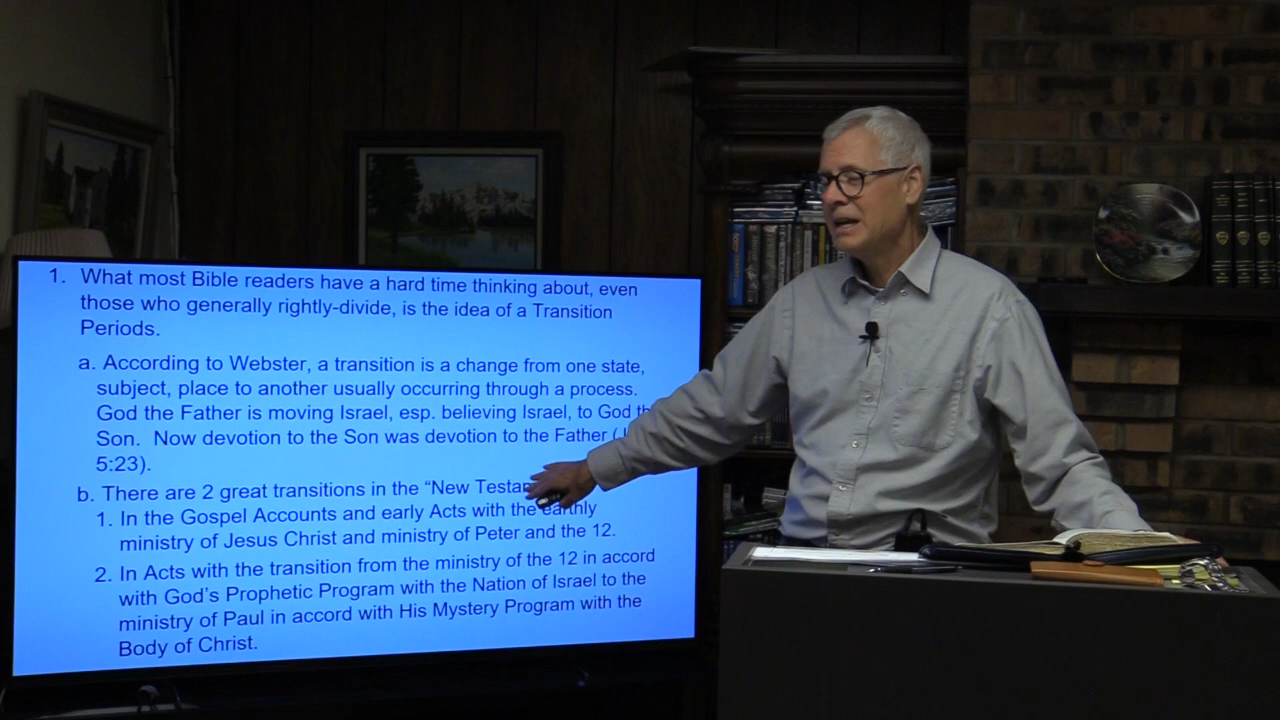 1. What most Bible readers have a hard time thinking about, even
those who generally rightly-divide, is the idea of a Transition
Periods.
a. According to Webster, a transition is a change from one state,
subject, place to another usually occurring through a process.
God the Father is moving Israel, esp. believing Israel, to God
Son. Now devotion to the Son was devotion to the Father (
5:23).
b. There are 2 great transitions in the “New
1. In the Gospel Accounts and early Acts with the earthly
ministry of Jesus Christ and ministry of Peter and the 12.
2. In Acts with the transition from the ministry of the 12 in accord
with God's Prophetic Program with the Nation of Israel to the
ministry of Paul in accord with His Mystery Program with the
Body of Christ.